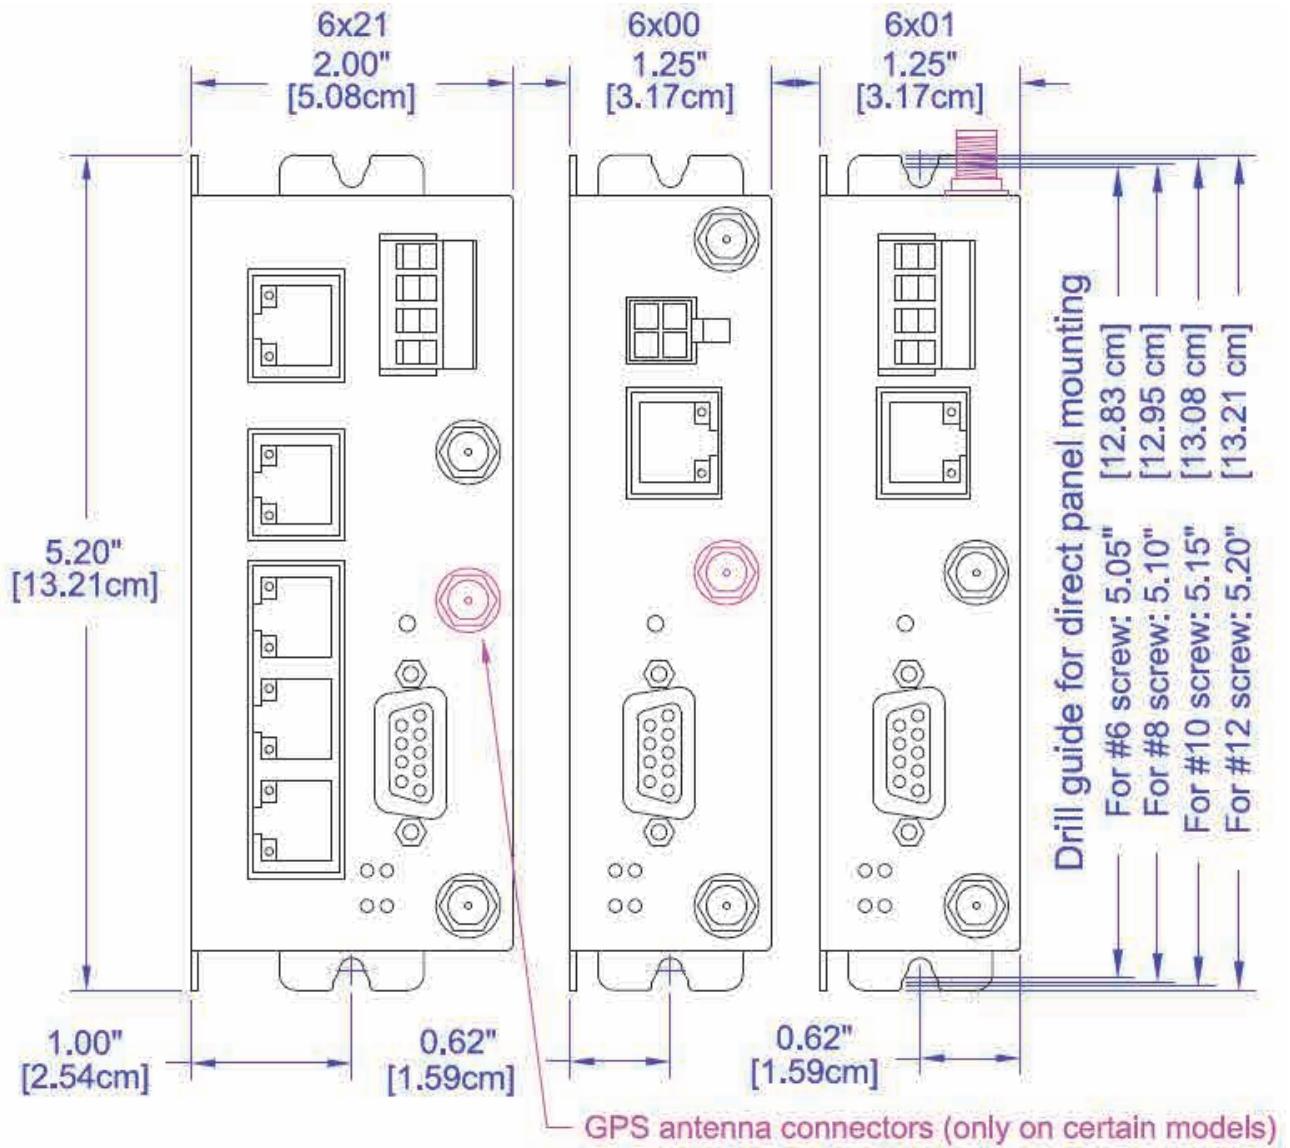 6x21
2.00"
[5.08cm]
6x00
1.25"
[3.17cm]
6x01
1.25"
[3.17cm]
5.20"
[13.21cm]
Drill guide for direct panel mounting
For #6 screw: 5.05" [12.83 cm]
For #8 screw: 5.10" [12.95 cm]
For #10 screw: 5.15" [13.08 cm]
For #12 screw: 5.20" [13.21 cm]
1.00"
[2.54cm]
0.62"
[1.59cm]
0.62"
[1.59cm]
GPS antenna connectors (only on certain models)